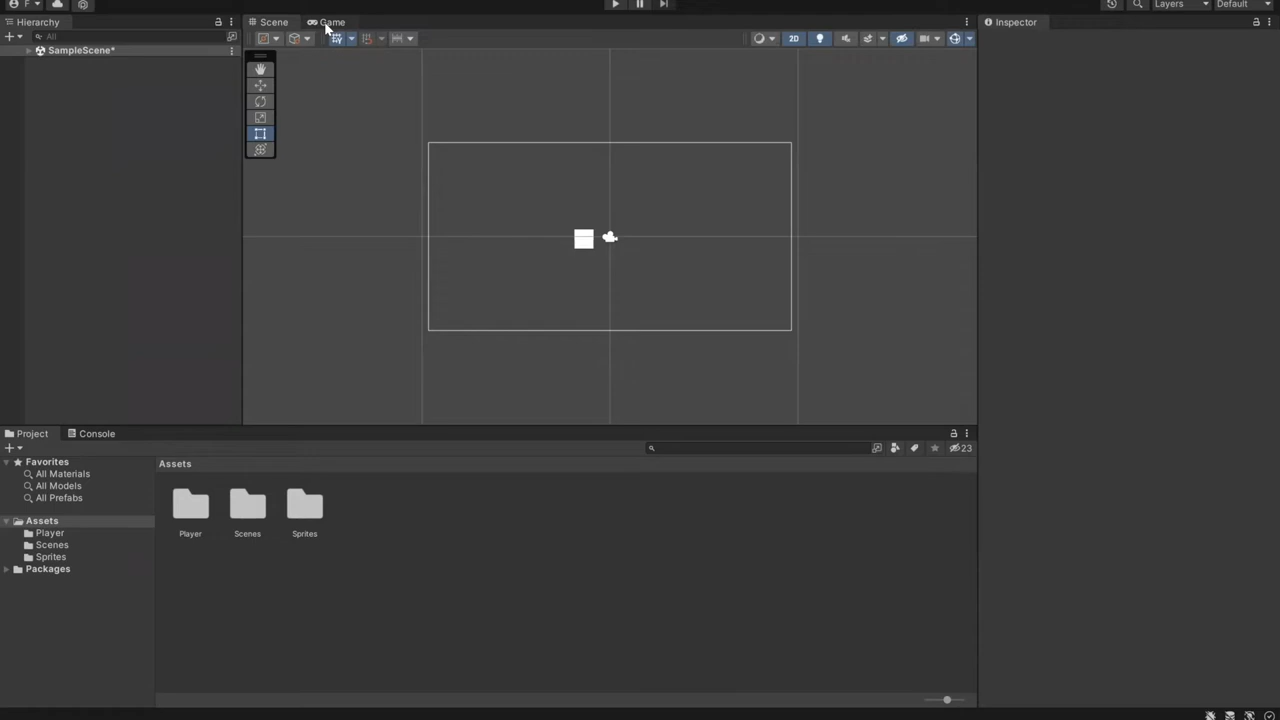 F
Layers
Default
Hierarchy
Scene
Game
Inspector
All
SampleScene*
2D
Project
Console
23
Favorites
Assets
All Materials
All Models
All Prefabs
Assets
Player
Scenes
Sprites
Packages
Player
Scenes
Sprites